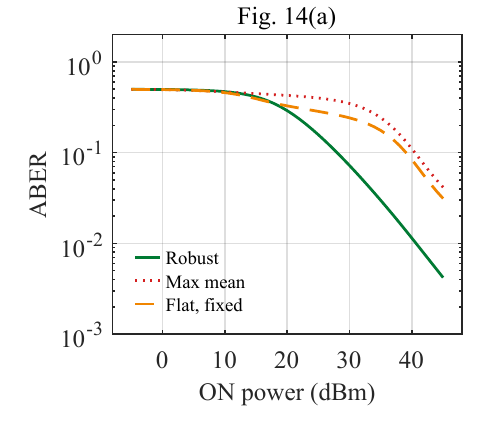 Fig. 14(a)
10^0
10^-1
10^-2
10^-3
ABER
Robust
Max mean
Flat, fixed
0 10 20 30 40
ON power (dBm)